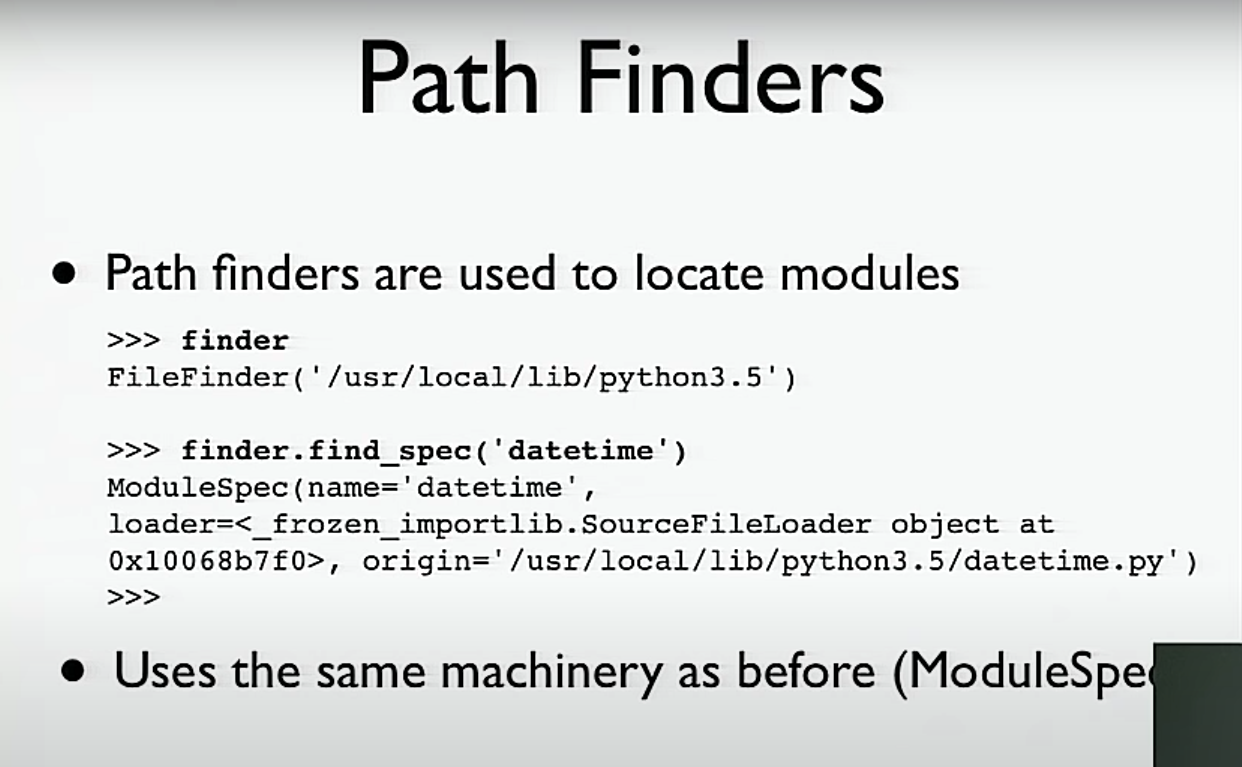 Path Finders
• Path finders are used to locate modules
>>> finder
FileFinder('/usr/local/lib/python3.5')
>>> finder.find_spec('datetime')
ModuleSpec(name='datetime',
loader=<_frozen_importlib.SourceFileLoader object at
0x10068b7f0>, origin='/usr/local/lib/python3.5/datetime.py')
>>>
• Uses the same machinery as before (ModuleSpec